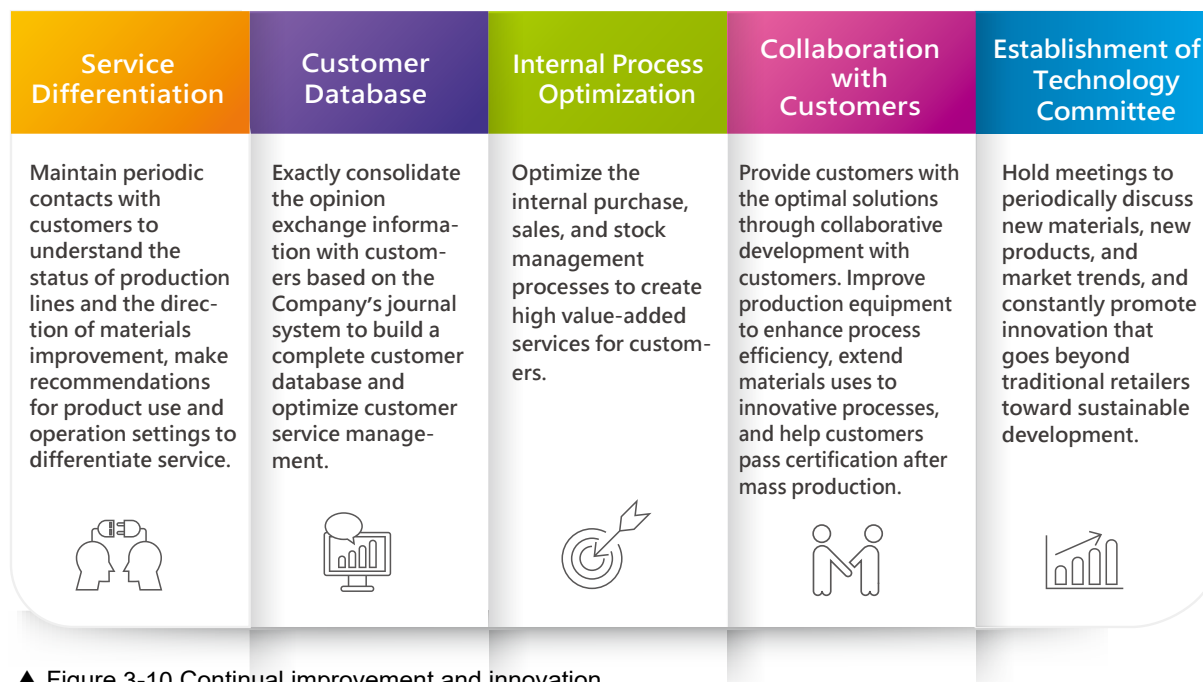 Service
Differentiation
Maintain periodic
contacts with
customers to
understand the
status of production
lines and the direc-
tion of materials
improvement, make
recommendations
for product use and
operation settings to
differentiate service.
Customer
Database
Exactly consolidate
the opinion
exchange informa-
tion with custom-
ers based on the
Company's journal
system to build a
complete customer
database and
optimize customer
service manage-
ment.
Internal Process
Optimization
Optimize the
internal purchase,
sales, and stock
management
processes to create
high value-added
services for custom-
ers.
Collaboration
with
Customers
Provide customers with
the optimal solutions
through collaborative
development with
customers. Improve
production equipment
to enhance process
efficiency, extend
materials uses to
innovative processes,
and help customers
pass certification after
mass production.
Establishment of
Technology
Committee
Hold meetings to
periodically discuss
new materials, new
products, and
market trends, and
constantly promote
innovation that
goes beyond
traditional retailers
toward sustainable
development.
▲ Figure 3-10 Continual improvement and innovation